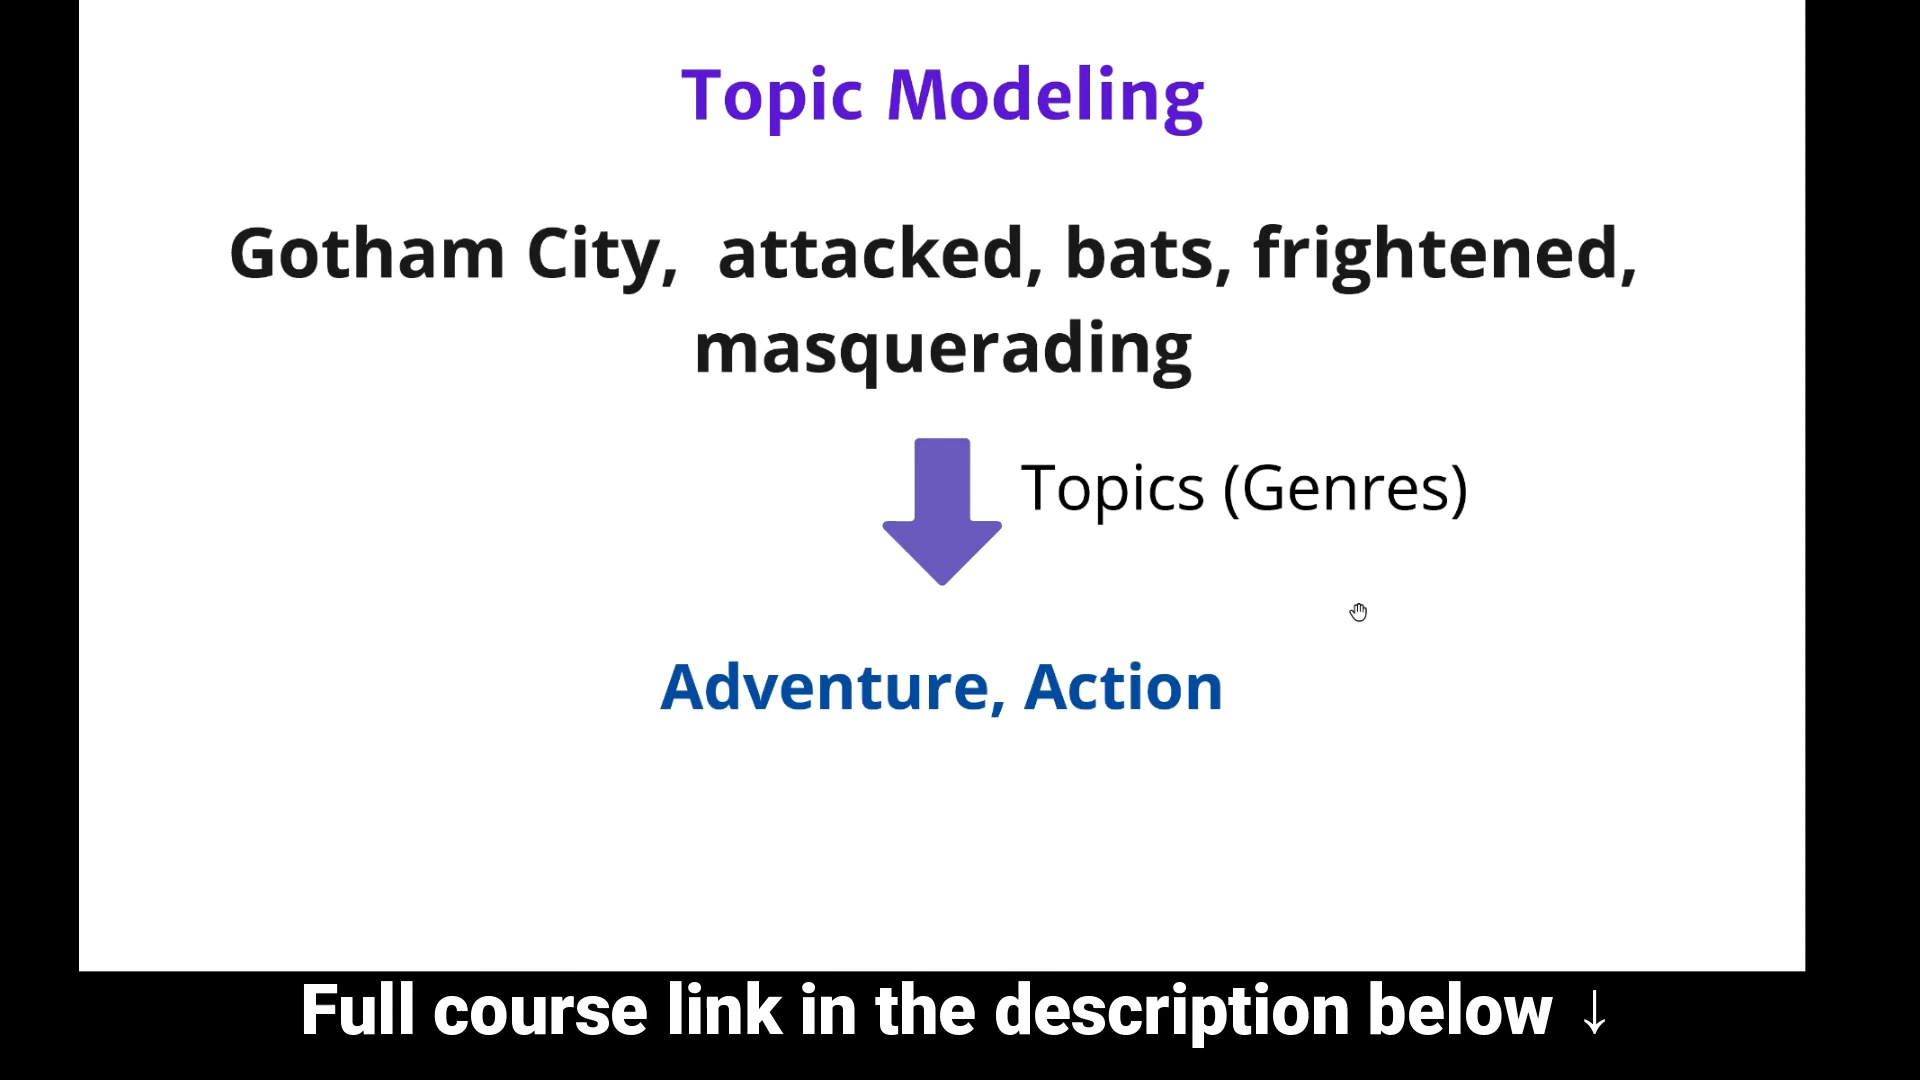 Topic Modeling
Gotham City, attacked, bats, frightened,
masquerading
Topics (Genres)
Adventure, Action
Full course link in the description below ↓